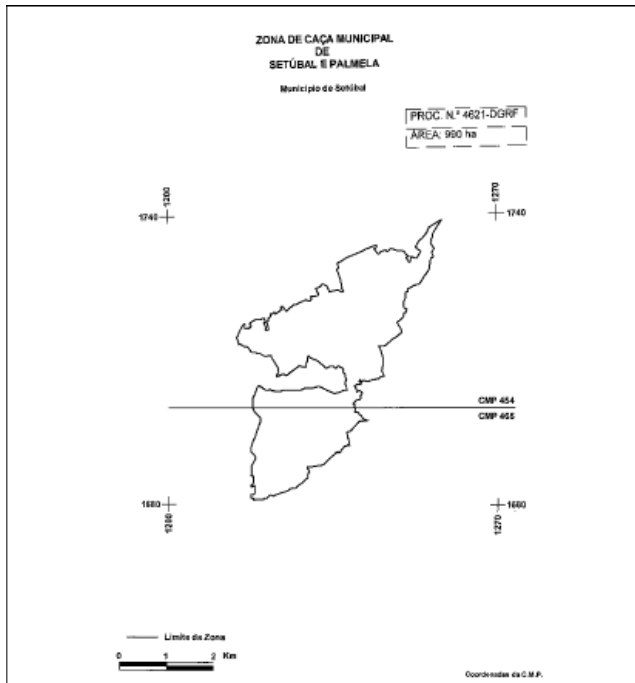 ZONA DE CAÇA MUNICIPAL
DE
SETÚBAL E PALMELA
Município de Setúbal
PROC. N.º 4621-DGRF
ÁREA: 990 ha
1200
1270
1740
1740
CMP 454
CMP 465
1680
1680
1200
1270
Limite da Zona
0 1 2 Km
Coordenadas da C.M.P.